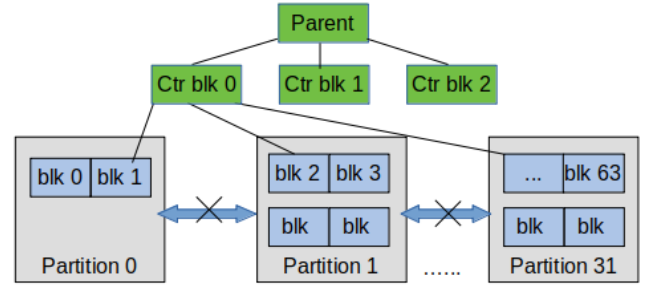 Parent
Ctr blk 0 Ctr blk 1 Ctr blk 2
blk 0 blk 1 blk 2 blk 3 ... blk 63
blk blk blk blk
Partition 0 Partition 1 ...... Partition 31